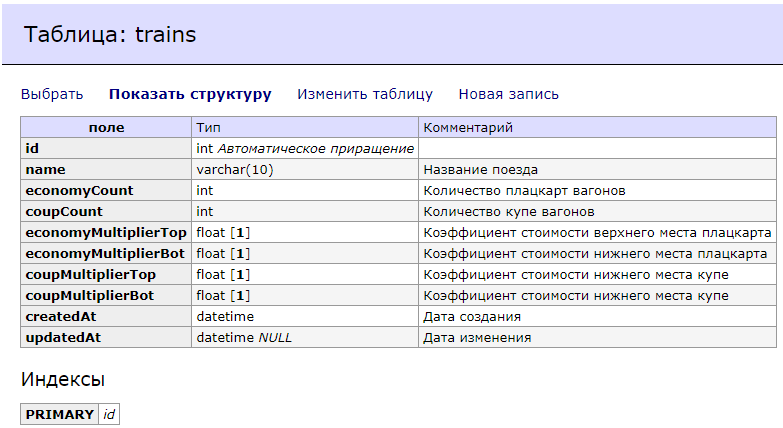 Таблица: trains
Выбрать Показать структуру Изменить таблицу Новая запись
поле Тип Комментарий
id int Автоматическое приращение
name varchar(10) Название поезда
economyCount int Количество плацкарт вагонов
coupCount int Количество купе вагонов
economyMultiplierTop float [1] Коэффициент стоимости верхнего места плацкарта
economyMultiplierBot float [1] Коэффициент стоимости нижнего места плацкарта
coupMultiplierTop float [1] Коэффициент стоимости нижнего места купе
coupMultiplierBot float [1] Коэффициент стоимости нижнего места купе
createdAt datetime Дата создания
updatedAt datetime NULL Дата изменения
Индексы
PRIMARY id